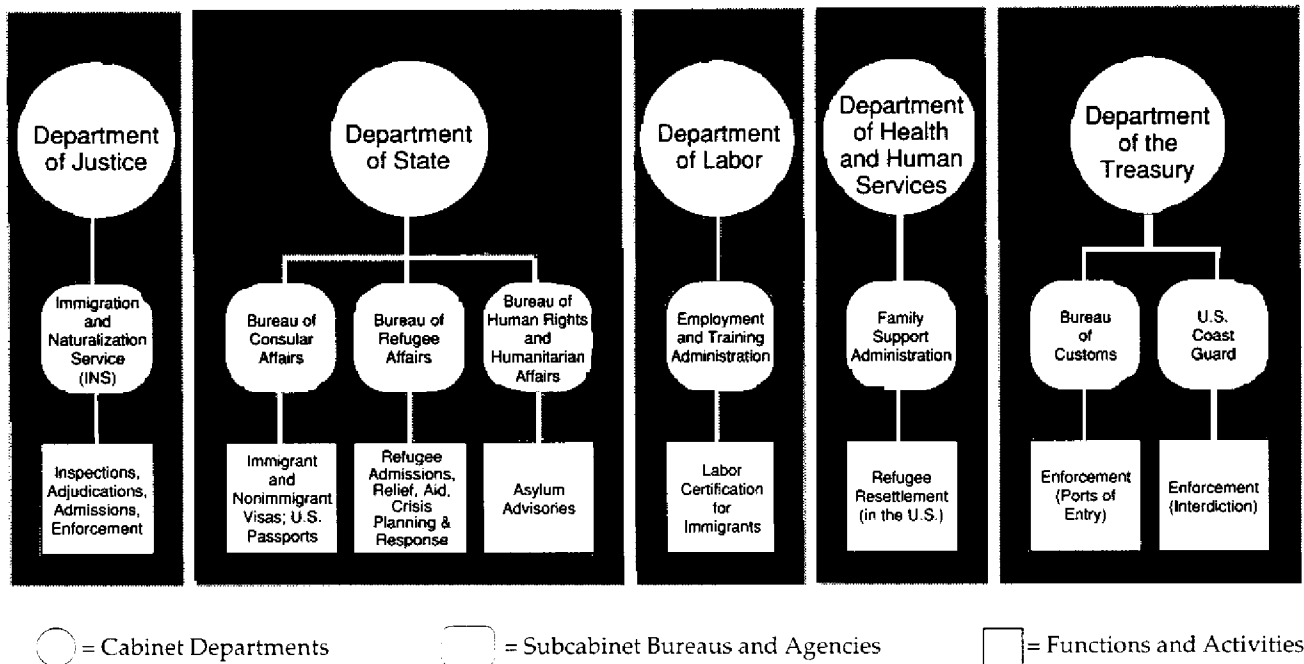 Department
of Justice
Department
of State
Department
of Labor
Department
of Health
and Human
Services
Department
of the
Treasury
Immigration
and
Naturalization
Service
(INS)
Bureau of
Consular
Affairs
Bureau of
Refugee
Affairs
Bureau of
Human Rights
and
Humanitarian
Affairs
Employment
and Training
Administration
Family
Support
Administration
Bureau
of
Customs
U.S.
Coast
Guard
Inspections,
Adjudications,
Admissions,
Enforcement
Immigrant
and
Nonimmigrant
Visas; U.S.
Passports
Refugee
Admissions,
Relief, Aid,
Crisis
Planning &
Response
Asylum
Advisories
Labor
Certification
for
Immigrants
Refugee
Resettlement
(in the U.S.)
Enforcement
(Ports of
Entry)
Enforcement
(Interdiction)
= Cabinet Departments
= Subcabinet Bureaus and Agencies
= Functions and Activities